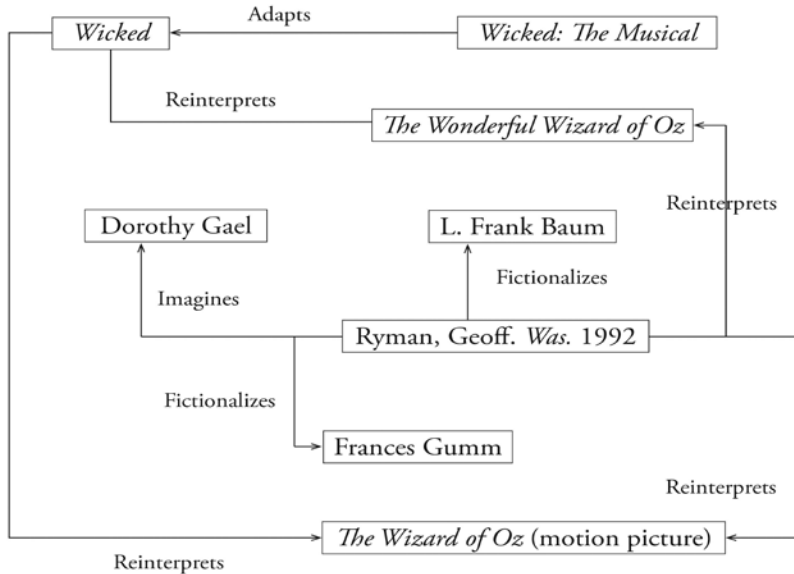 Adapts
Wicked
Wicked: The Musical
Reinterprets
The Wonderful Wizard of Oz
Reinterprets
Dorothy Gael
L. Frank Baum
Imagines
Fictionalizes
Ryman, Geoff. Was. 1992
Fictionalizes
Frances Gumm
Reinterprets
The Wizard of Oz (motion picture)
Reinterprets